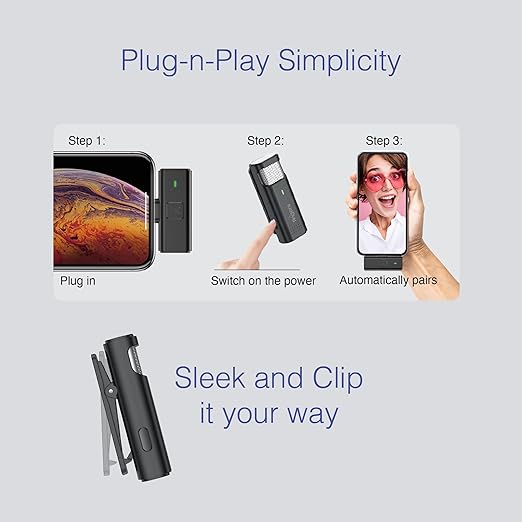 Plug-n-Play Simplicity
Step 1:
Step 2:
Step 3:
Plug in
Switch on the power
Automatically pairs
Sleek and Clip
it your way